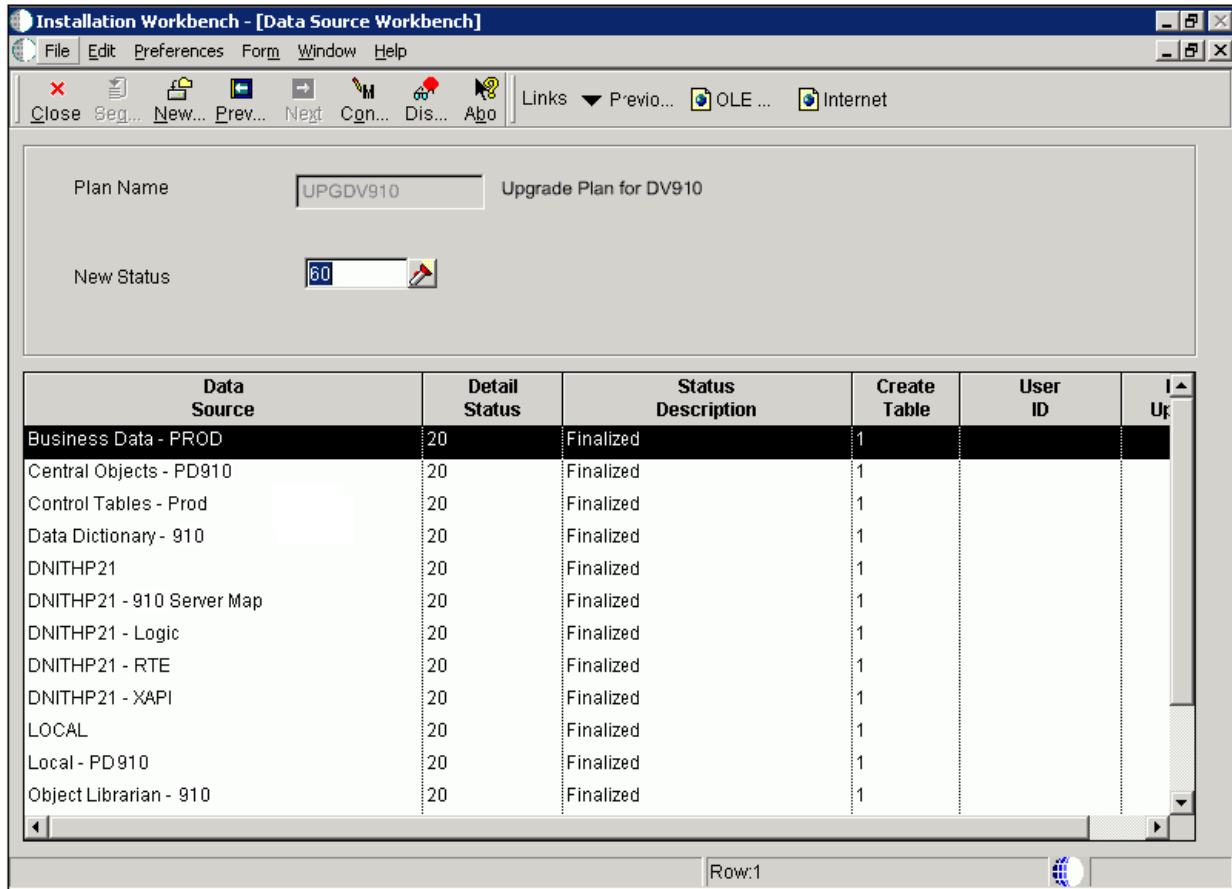 Installation Workbench - [Data Source Workbench]
File Edit Preferences Form Window Help
Close Seq... New... Prev... Next Con... Dis... Abo Links Previo... OLE ... Internet
Plan Name UPGDV910 Upgrade Plan for DV910
New Status 60
Data Source Detail Status Status Description Create Table User ID
Business Data - PROD 20 Finalized 1
Central Objects - PD910 20 Finalized 1
Control Tables - Prod 20 Finalized 1
Data Dictionary - 910 20 Finalized 1
DNITHP21 20 Finalized 1
DNITHP21 - 910 Server Map 20 Finalized 1
DNITHP21 - Logic 20 Finalized 1
DNITHP21 - RTE 20 Finalized 1
DNITHP21 - XAPI 20 Finalized 1
LOCAL 20 Finalized 1
Local - PD910 20 Finalized 1
Object Librarian - 910 20 Finalized 1
Row:1